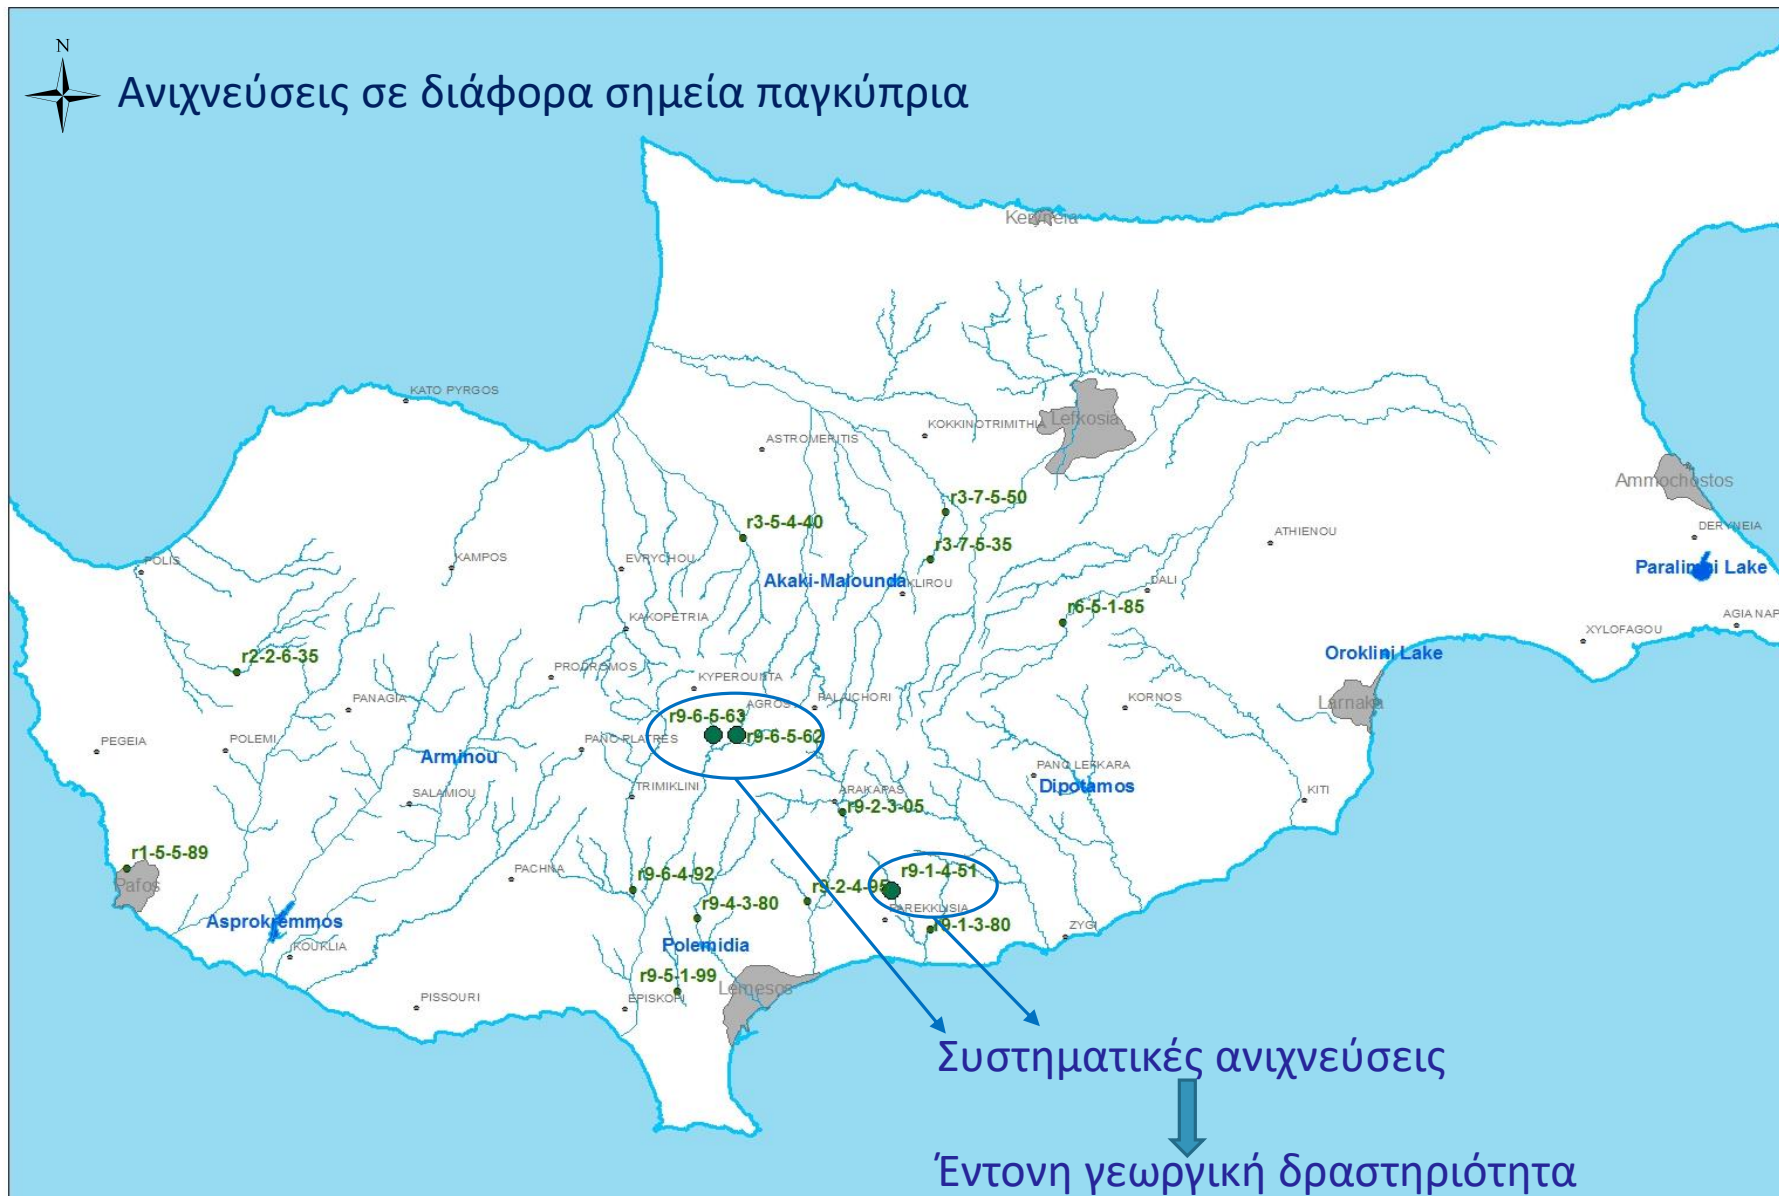 N
Ανιχνεύσεις σε διάφορα σημεία παγκύπρια
Keryneia
KATO PYRGOS
KOKKINOTRIMITHIA
Lefkosia
ASTROMERITIS
Ammochostos
r3-7-5-50
r3-5-4-40
DERYNEIA
ATHIENOU
r3-7-5-35
POLIS
KAMPOS
EVRYCHOU
Akaki-Malounda
KLIROU
DALI
Paralimni Lake
r6-5-1-85
KAKOPETRIA
AGIA NAP
XYLOFAGOU
r2-2-6-35
PRODROMOS
Oroklini Lake
KYPEROUNTA
PANAGIA
AGROS
PALAICHORI
KORNOS
Larnaka
r9-6-5-63
r9-6-5-62
PEGEIA
POLEMI
Arminou
PANO PLATRES
PANO LEFKARA
Dipotamos
TRIMIKLINI
SALAMIOU
ARAKAPAS
r9-2-3-05
KITI
r1-5-5-89
Pafos
PACHNA
r9-6-4-92
r9-2-4-95
r9-1-4-51
r9-4-3-80
PAREKKLISIA
Asprokremmos
r9-1-3-80
ZYGI
KOUKLIA
Polemidia
r9-5-1-99
Lemesos
PISSOURI
EPISKOPI
Συστηματικές ανιχνεύσεις
Έντονη γεωργική δραστηριότητα